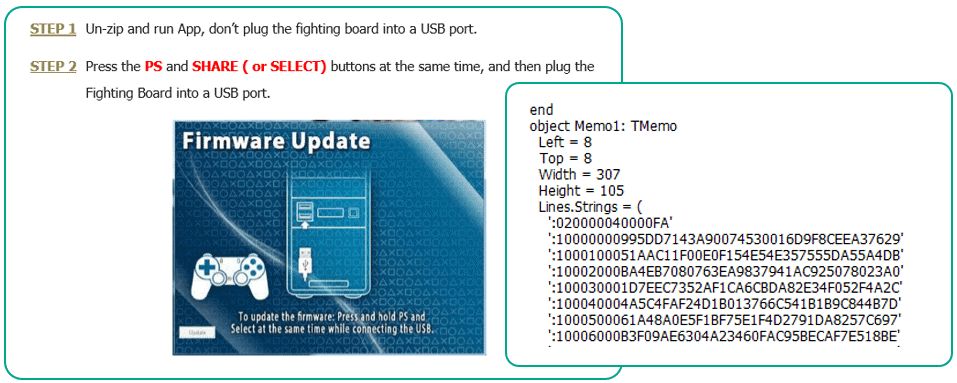 STEP 1 Un-zip and run App, don’t plug the fighting board into a USB port.
STEP 2 Press the PS and SHARE ( or SELECT) buttons at the same time, and then plug the
Fighting Board into a USB port.
Firmware Update
To update the firmware: Press and hold PS and
Select at the same time while connecting the USB.
Update
end
object Memo1: TMemo
Left = 8
Top = 8
Width = 307
Height = 105
Lines.Strings = (
':020000040000FA'
':10000000995DD7143A90074530016D9F8CEEA37629'
':1000100051AAC11F00E0F154E54E357555DA55A4DB'
':10002000BA4EB7080763EA9837941AC925078023A0'
':100030001D7EEC7352AF1CA6CBDA82E34F052F4A2C'
':100040004A5C4FAF24D1B013766C541B1B9C844B7D'
':1000500061A48A0E5F1BF75E1F4D2791DA8257C697'
':10006000B3F09AE6304A23460FAC95BECAF7E518BE'